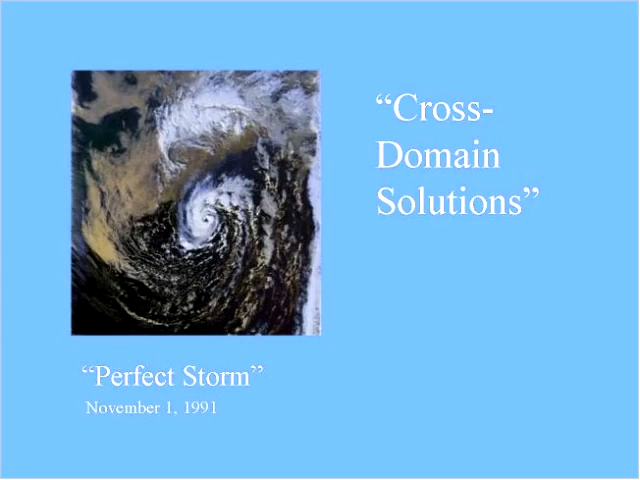 “Cross-
Domain
Solutions”
“Perfect Storm”
November 1, 1991